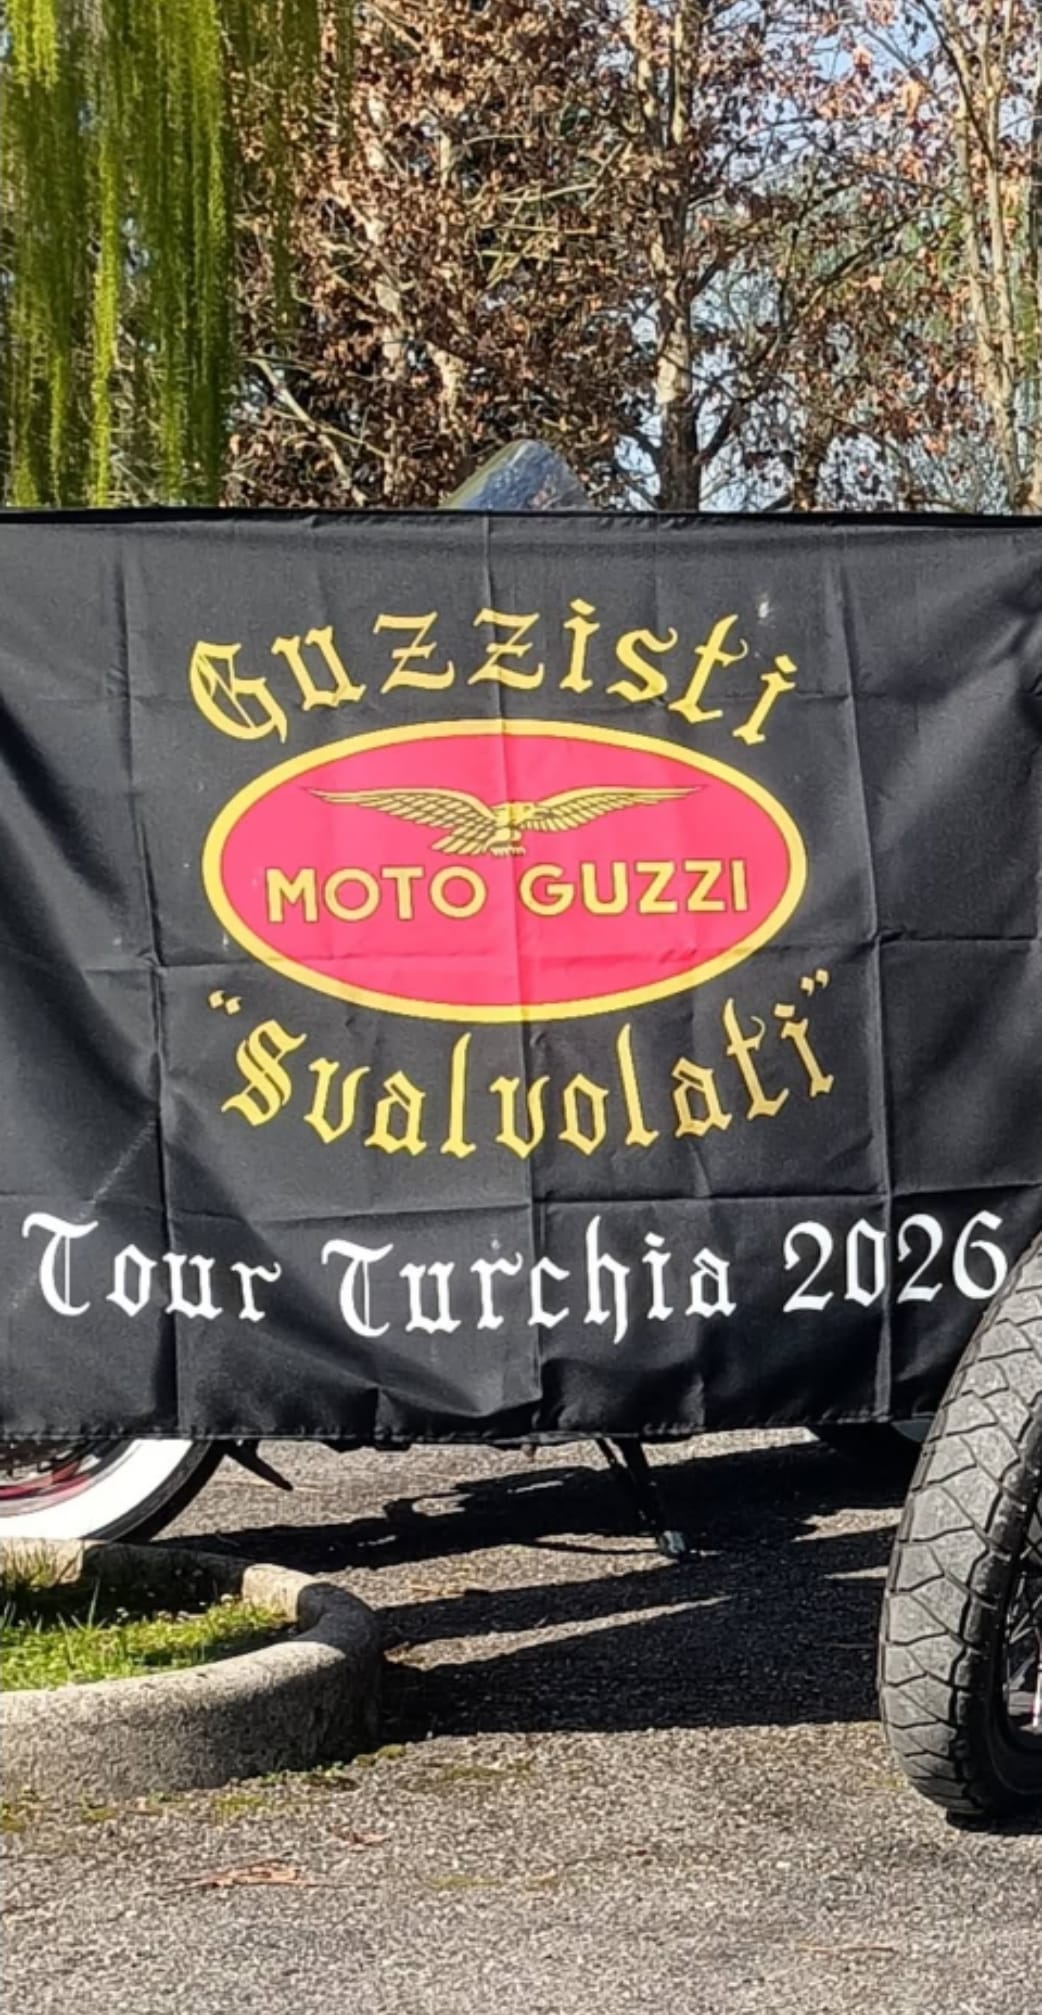 Guzzisti
MOTO GUZZI
"Svalvolati"
Tour Turchia 2026